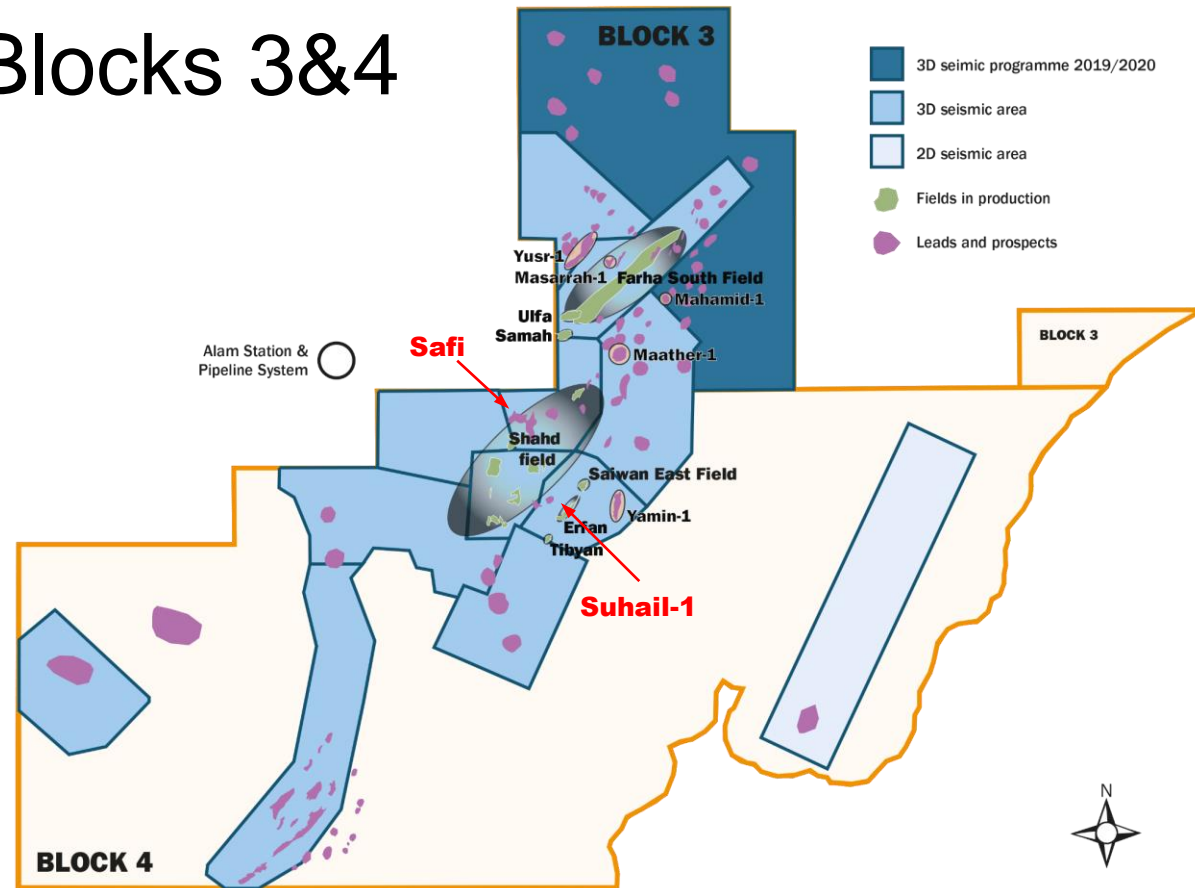 Blocks 3&4
BLOCK 3
3D seimic programme 2019/2020
3D seismic area
2D seismic area
Fields in production
Leads and prospects
Yusr-1
Masarrah-1
Farha South Field
Mahamid-1
Ulfa
Samah
Maather-1
BLOCK 3
Alam Station &
Pipeline System
Safi
Shahd
field
Saiwan East Field
Yamin-1
Erfan
Tibyan
Suhail-1
N
BLOCK 4